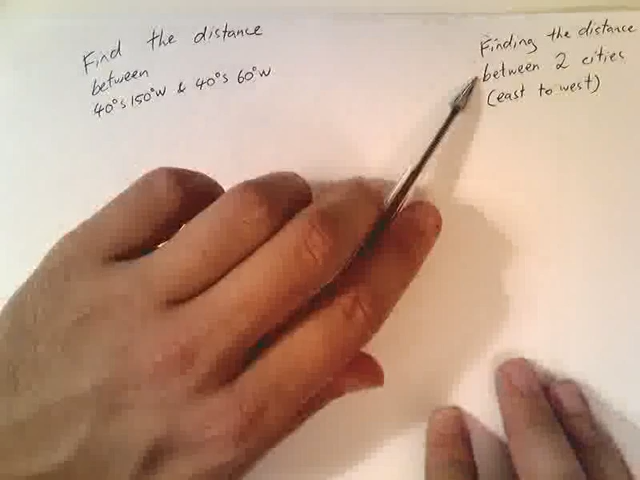 Find the distance
between
40°S 150°W & 40°S 60°W
Finding the distance
between 2 cities
(east to west)